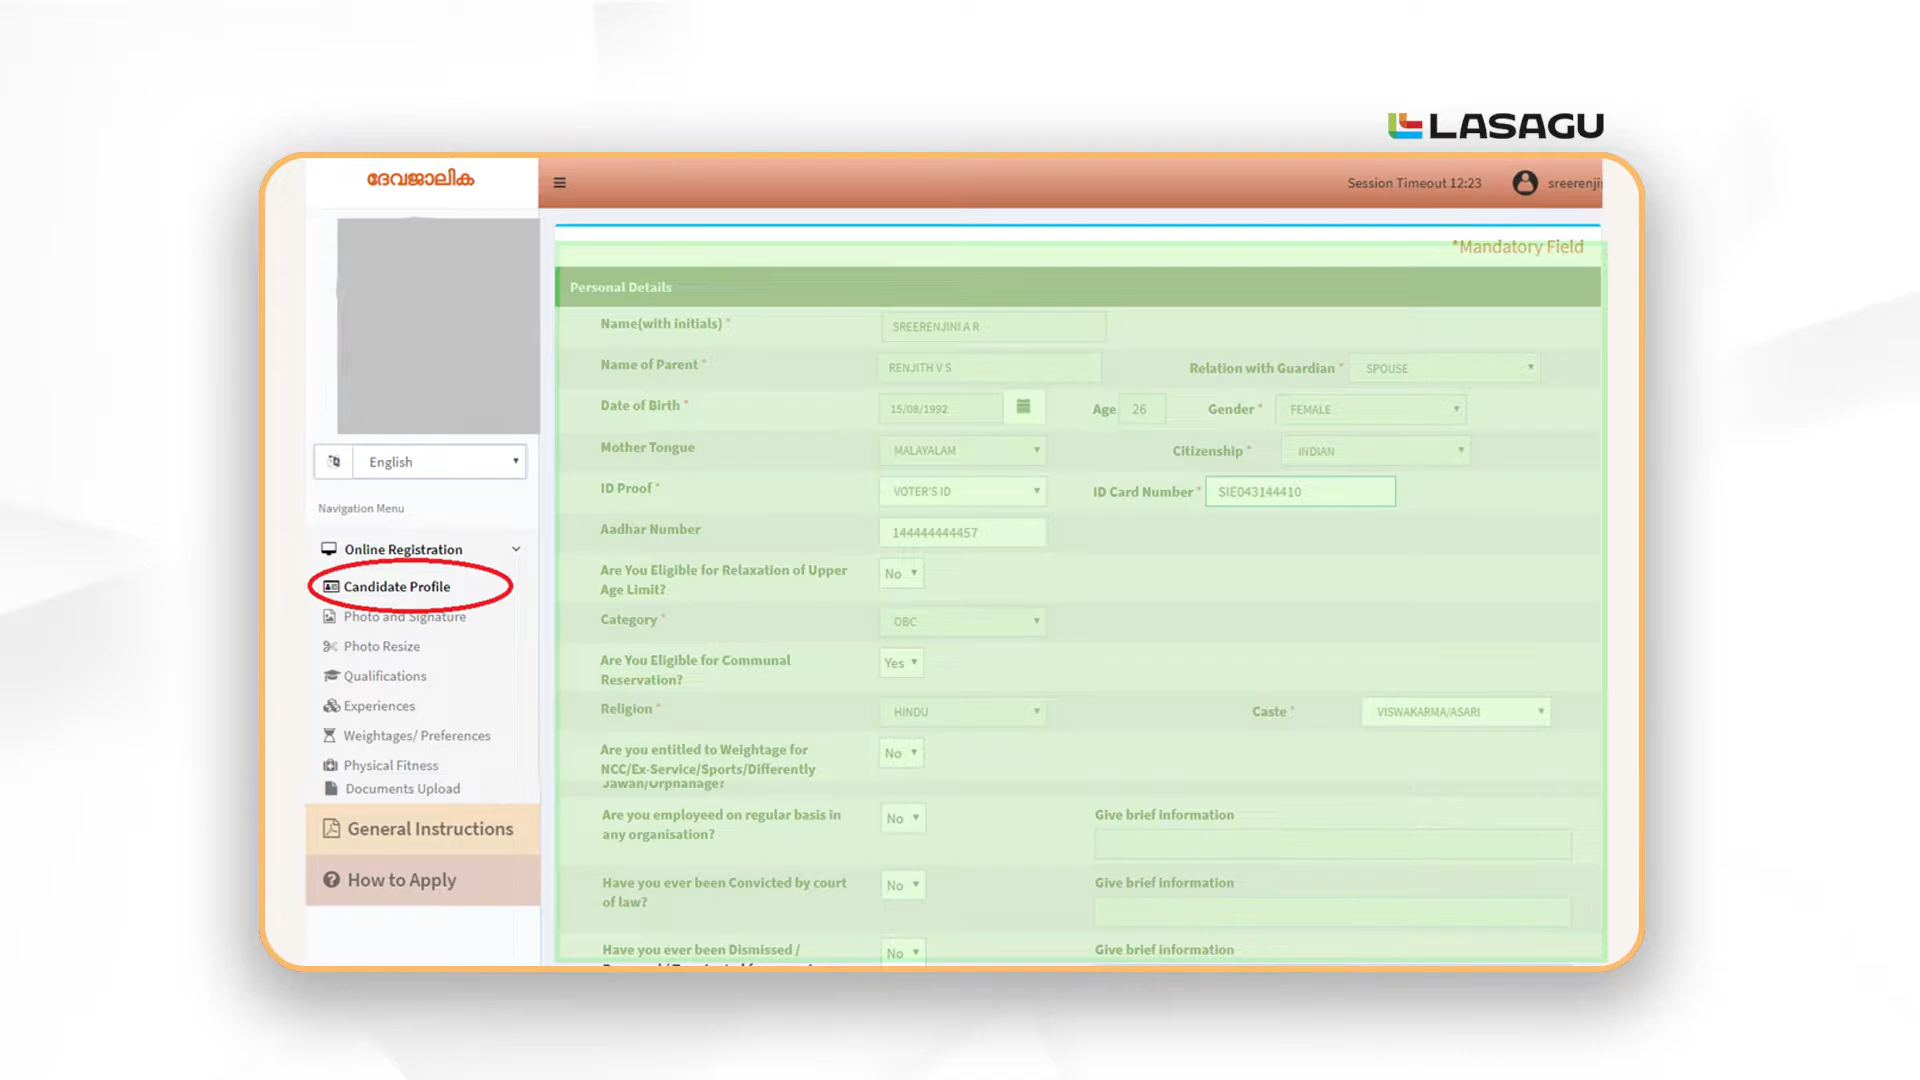 LASAGU
ദേവജാലിക
Session Timeout 12:23
sreerenji
*Mandatory Field
Personal Details
Name(with initials) * SREERENJINI A R
Name of Parent * RENJITH V S Relation with Guardian * SPOUSE
Date of Birth * 15/08/1992 Age 26 Gender * FEMALE
Mother Tongue MALAYALAM Citizenship * INDIAN
ID Proof * VOTER'S ID ID Card Number * SIE043144410
Aadhar Number 144444444457
Are You Eligible for Relaxation of Upper No
Age Limit?
Category * OBC
Are You Eligible for Communal Yes
Reservation?
Religion * HINDU Caste * VISWAKARMA/ASARI
Are you entitled to Weightage for No
NCC/Ex-Service/Sports/Differently
Jawan/Orphanage?
Are you employeed on regular basis in No Give brief information
any organisation?
Have you ever been Convicted by court No Give brief information
of law?
Have you ever been Dismissed / No Give brief information
English
Navigation Menu
Online Registration
Candidate Profile
Photo and Signature
Photo Resize
Qualifications
Experiences
Weightages/ Preferences
Physical Fitness
Documents Upload
General Instructions
How to Apply